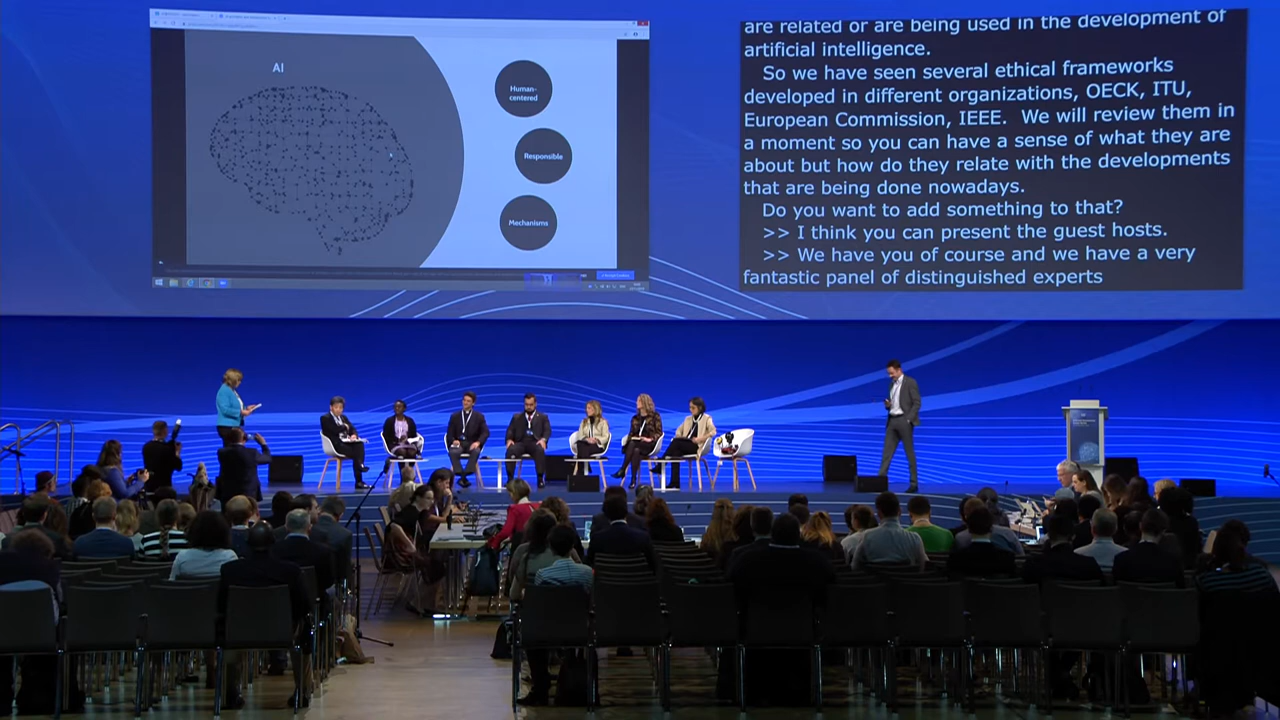 AI
Human-
centered
Responsible
Mechanisms
are related or are being used in the development of
artificial intelligence.
So we have seen several ethical frameworks
developed in different organizations, OECK, ITU,
European Commission, IEEE. We will review them in
a moment so you can have a sense of what they are
about but how do they relate with the developments
that are being done nowadays.
Do you want to add something to that?
>> I think you can present the guest hosts.
>> We have you of course and we have a very
fantastic panel of distinguished experts